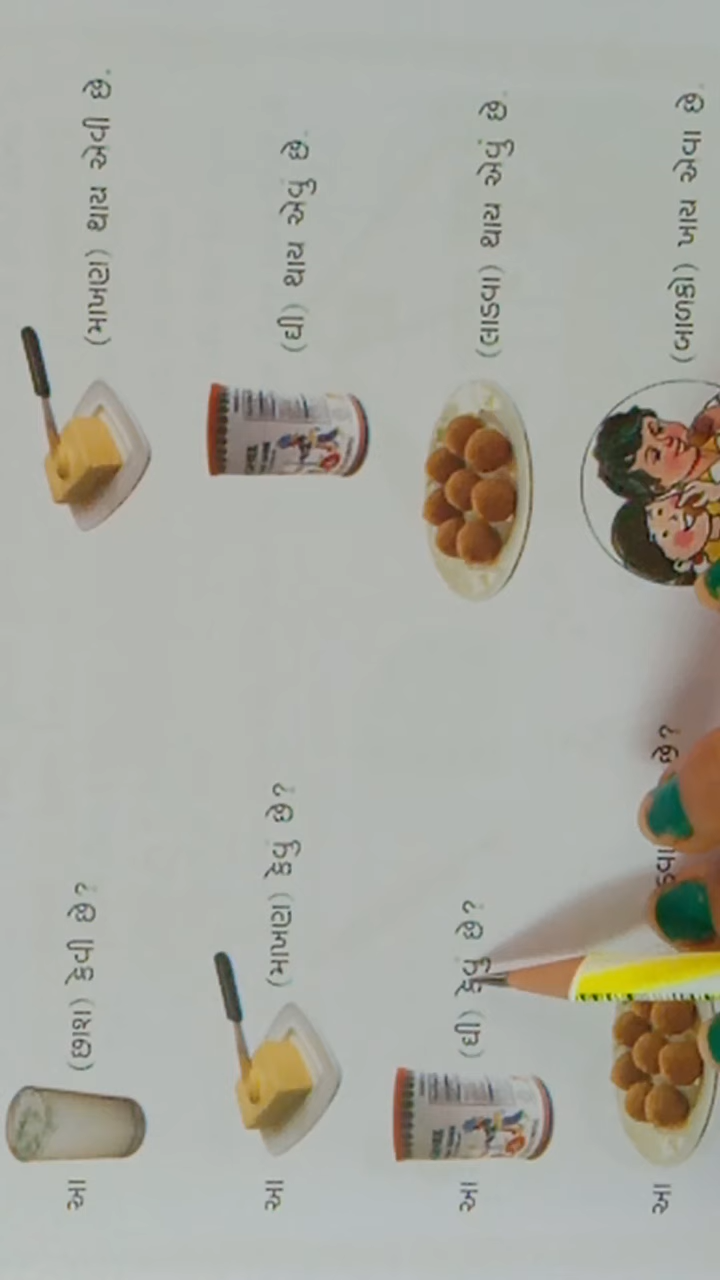 આ (છાશ) કેવી છે? (માખણ) થાય એવી છે.
આ (માખણ) કેવું છે? (ઘી) થાય એવું છે.
આ (ઘી) કેવું છે? (લાડવા) થાય એવું છે.
આ છે? (બાળકો) ખાય એવા છે.